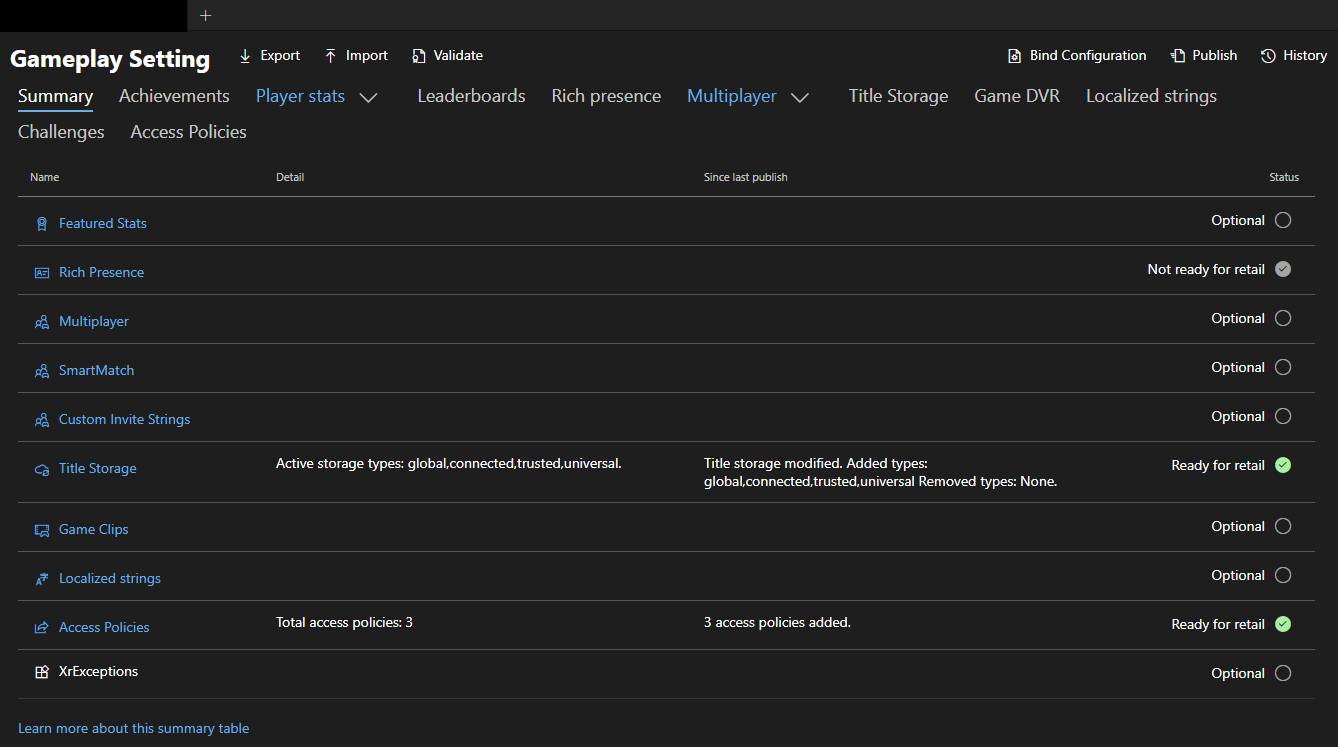 +
Gameplay Setting Export Import Validate Bind Configuration Publish History
Summary Achievements Player stats Leaderboards Rich presence Multiplayer Title Storage Game DVR Localized strings
Challenges Access Policies
Name Detail Since last publish Status
Featured Stats Optional
Rich Presence Not ready for retail
Multiplayer Optional
SmartMatch Optional
Custom Invite Strings Optional
Title Storage Active storage types: global,connected,trusted,universal. Title storage modified. Added types: Ready for retail
global,connected,trusted,universal Removed types: None.
Game Clips Optional
Localized strings Optional
Access Policies Total access policies: 3 3 access policies added. Ready for retail
XrExceptions Optional
Learn more about this summary table